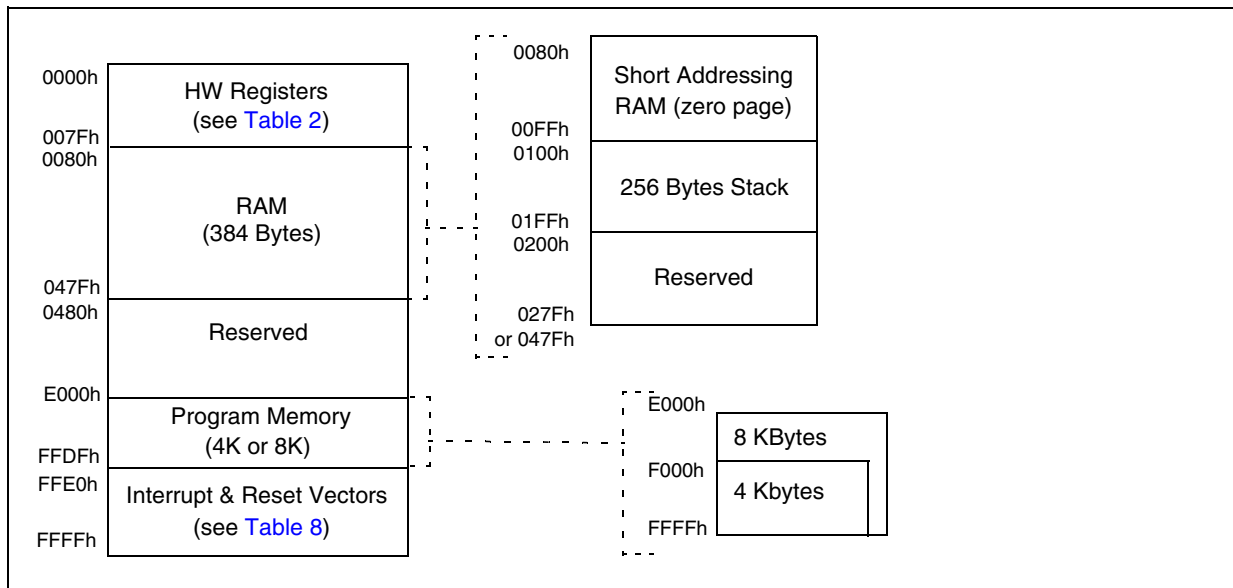 0000h
HW Registers
(see Table 2)
007Fh
0080h
RAM
(384 Bytes)
047Fh
0480h
Reserved
E000h
Program Memory
(4K or 8K)
FFDFh
FFE0h
Interrupt & Reset Vectors
(see Table 8)
FFFFh
0080h
Short Addressing
RAM (zero page)
00FFh
0100h
256 Bytes Stack
01FFh
0200h
Reserved
027Fh
or 047Fh
E000h
8 KBytes
F000h
4 Kbytes
FFFFh